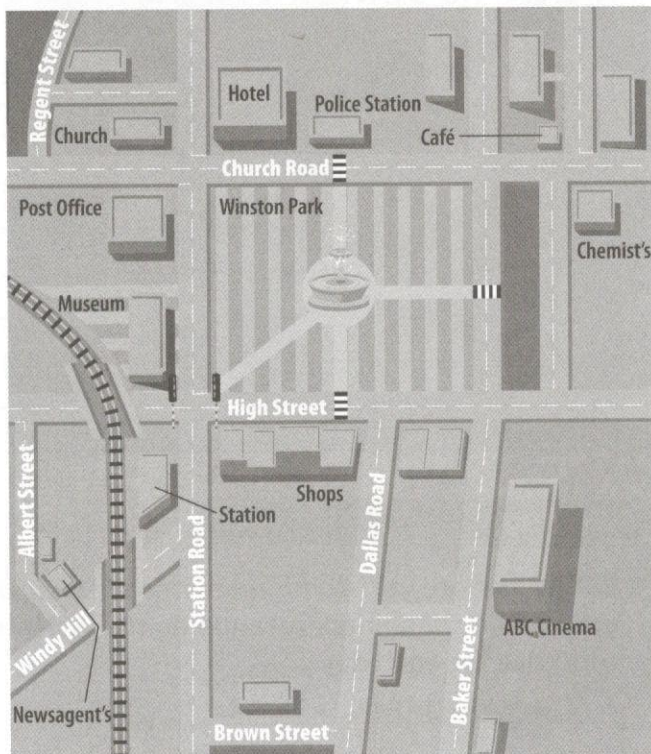 Regent Street
Hotel
Police Station
Church
Café
Church Road
Post Office
Winston Park
Chemist's
Museum
High Street
Shops
Station
Albert Street
Station Road
Dallas Road
Baker Street
ABC Cinema
Windy Hill
Newsagent's
Brown Street